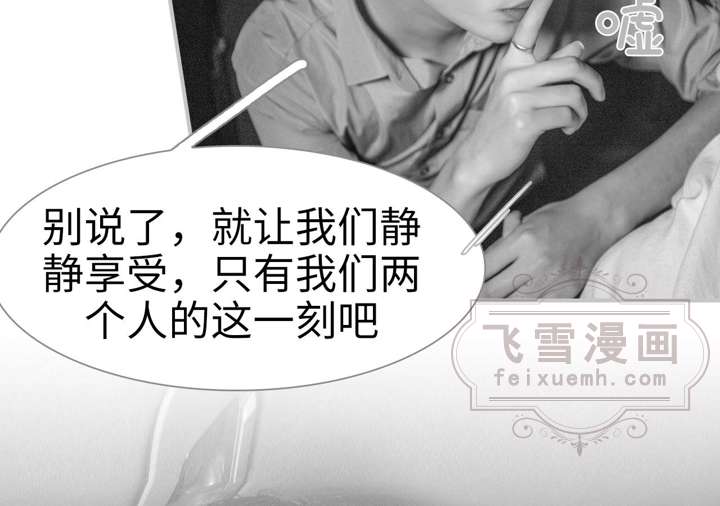 嘘
别说了，就让我们静
静享受，只有我们两
个人的这一刻吧
飞雪漫画
feixuemh.com